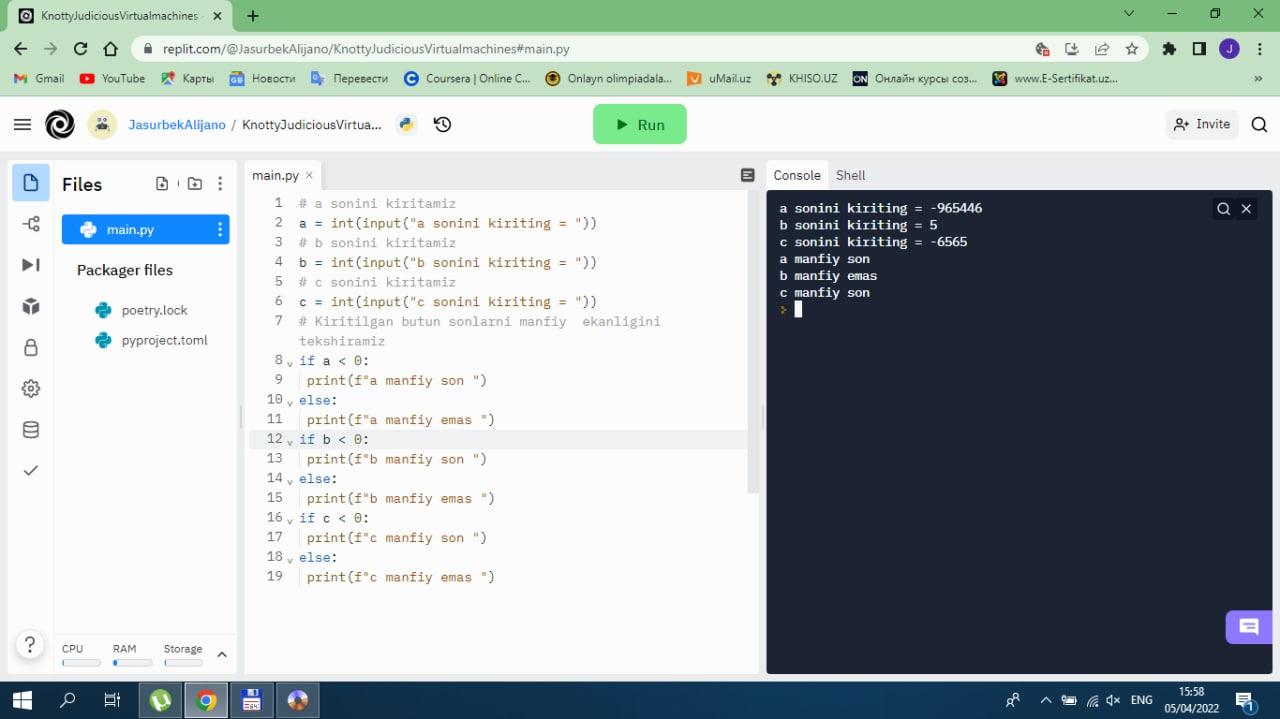 KnottyJudiciousVirtualmachines
replit.com/@JasurbekAlijano/KnottyJudiciousVirtualmachines#main.py
J
Gmail YouTube Карты Новости Перевести Coursera | Online C... Onlayn olimpiadala... uMail.uz KHISO.UZ ON Онлайн курсы соз... www.E-Sertifikat.uz... »
JasurbekAlijano / KnottyJudiciousVirtua... Run Invite
Files
main.py
Packager files
poetry.lock
pyproject.toml
CPU RAM Storage
?
main.py ×
1 # a sonini kiritamiz
2 a = int(input("a sonini kiriting = "))
3 # b sonini kiritamiz
4 b = int(input("b sonini kiriting = "))
5 # c sonini kiritamiz
6 c = int(input("c sonini kiriting = "))
7 # Kiritilgan butun sonlarni manfiy  ekanligini
tekshiramiz
8 if a < 0:
9  print(f"a manfiy son ")
10 else:
11  print(f"a manfiy emas ")
12 if b < 0:
13  print(f"b manfiy son ")
14 else:
15  print(f"b manfiy emas ")
16 if c < 0:
17  print(f"c manfiy son ")
18 else:
19  print(f"c manfiy emas ")
Console Shell
a sonini kiriting = -965446
b sonini kiriting = 5
c sonini kiriting = -6565
a manfiy son
b manfiy emas
c manfiy son
ENG
15:58
05/04/2022
1